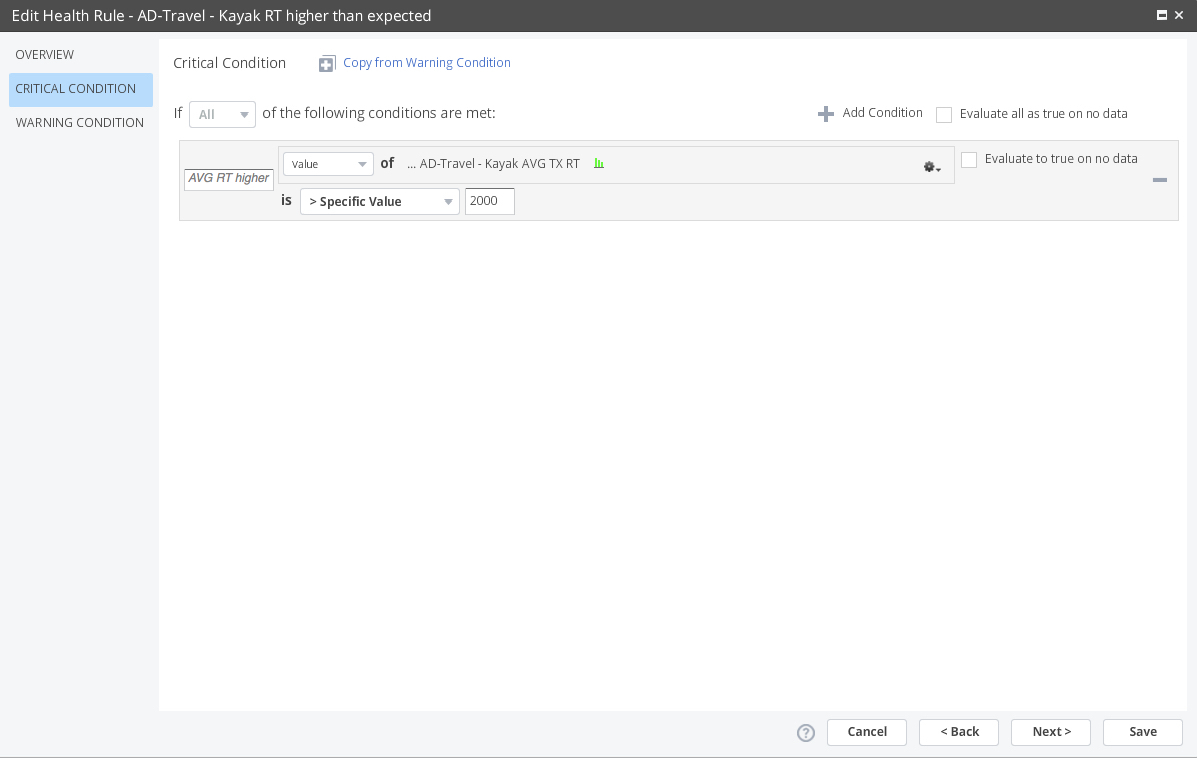 Edit Health Rule - AD-Travel - Kayak RT higher than expected
OVERVIEW
CRITICAL CONDITION
WARNING CONDITION
Critical Condition Copy from Warning Condition
If All of the following conditions are met: Add Condition Evaluate all as true on no data
AVG RT higher
Value of ... AD-Travel - Kayak AVG TX RT Evaluate to true on no data
is > Specific Value 2000
? Cancel < Back Next > Save